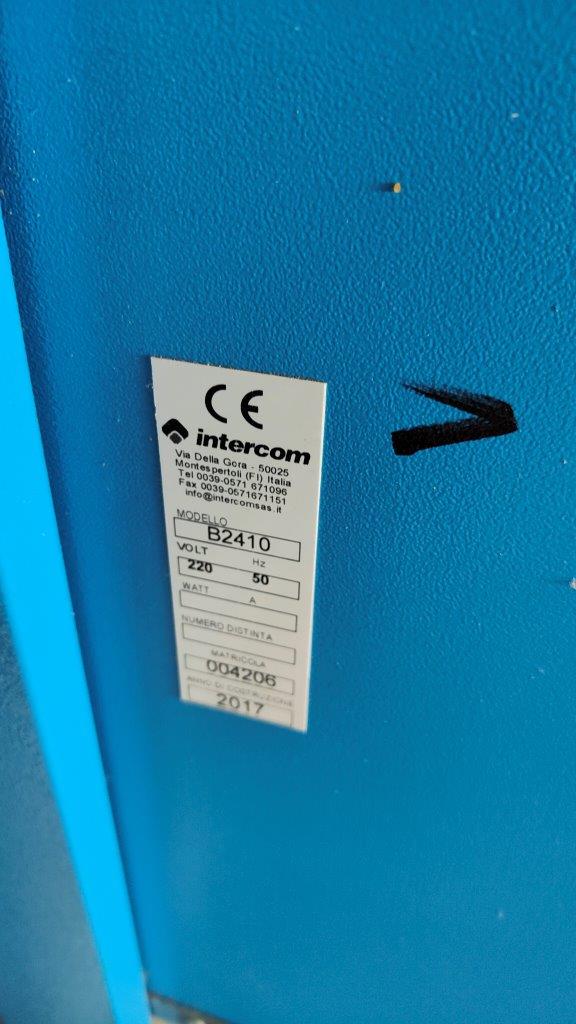 CE
intercom
Via Della Gora - 50025
Montespertoli (FI) Italia
Tel 0039-0571 671096
Fax 0039-0571671151
info@intercomsas.it
MODELLO
B2410
VOLT Hz
220 50
WATT A
NUMERO DISTINTA
MATRICOLA
004206
ANNO DI COSTRUZIONE
2017